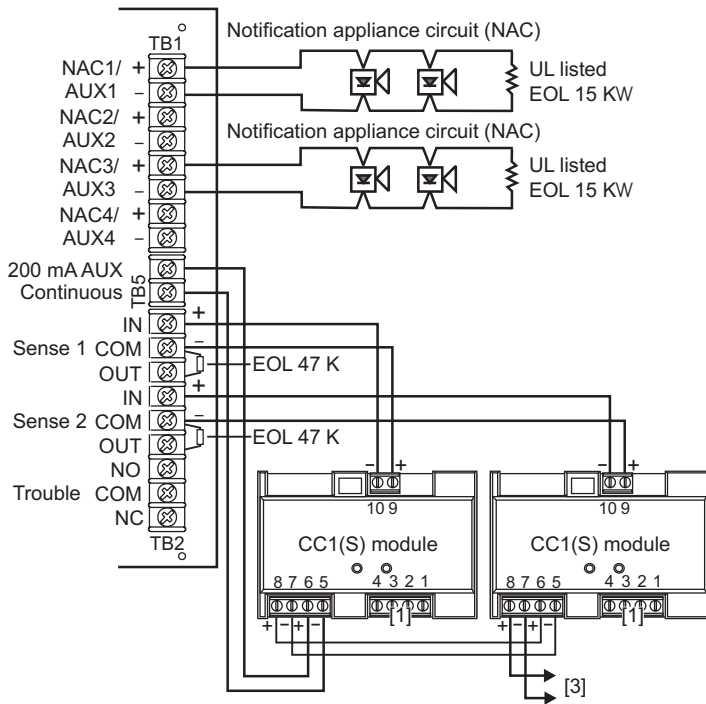 TB1
Notification appliance circuit (NAC)
NAC1/ +
AUX1 –
UL listed
EOL 15 KW
NAC2/ +
AUX2 –
Notification appliance circuit (NAC)
NAC3/ +
AUX3 –
UL listed
EOL 15 KW
NAC4/ +
AUX4 –
200 mA AUX
Continuous
TB5
IN +
Sense 1 COM –
OUT
EOL 47 K
IN +
Sense 2 COM –
OUT
EOL 47 K
NO
Trouble COM
NC
TB2
– +
10 9
CC1(S) module
8 7 6 5 4 3 2 1
[1]
+ – + –
– +
10 9
CC1(S) module
8 7 6 5 4 3 2 1
[1]
+ – + –
[3]